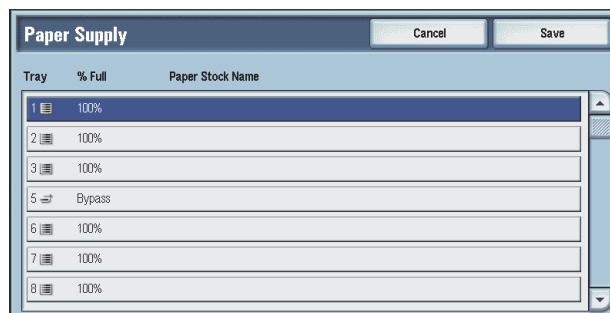 Paper Supply Cancel Save
Tray % Full Paper Stock Name
1 100%
2 100%
3 100%
5 Bypass
6 100%
7 100%
8 100%